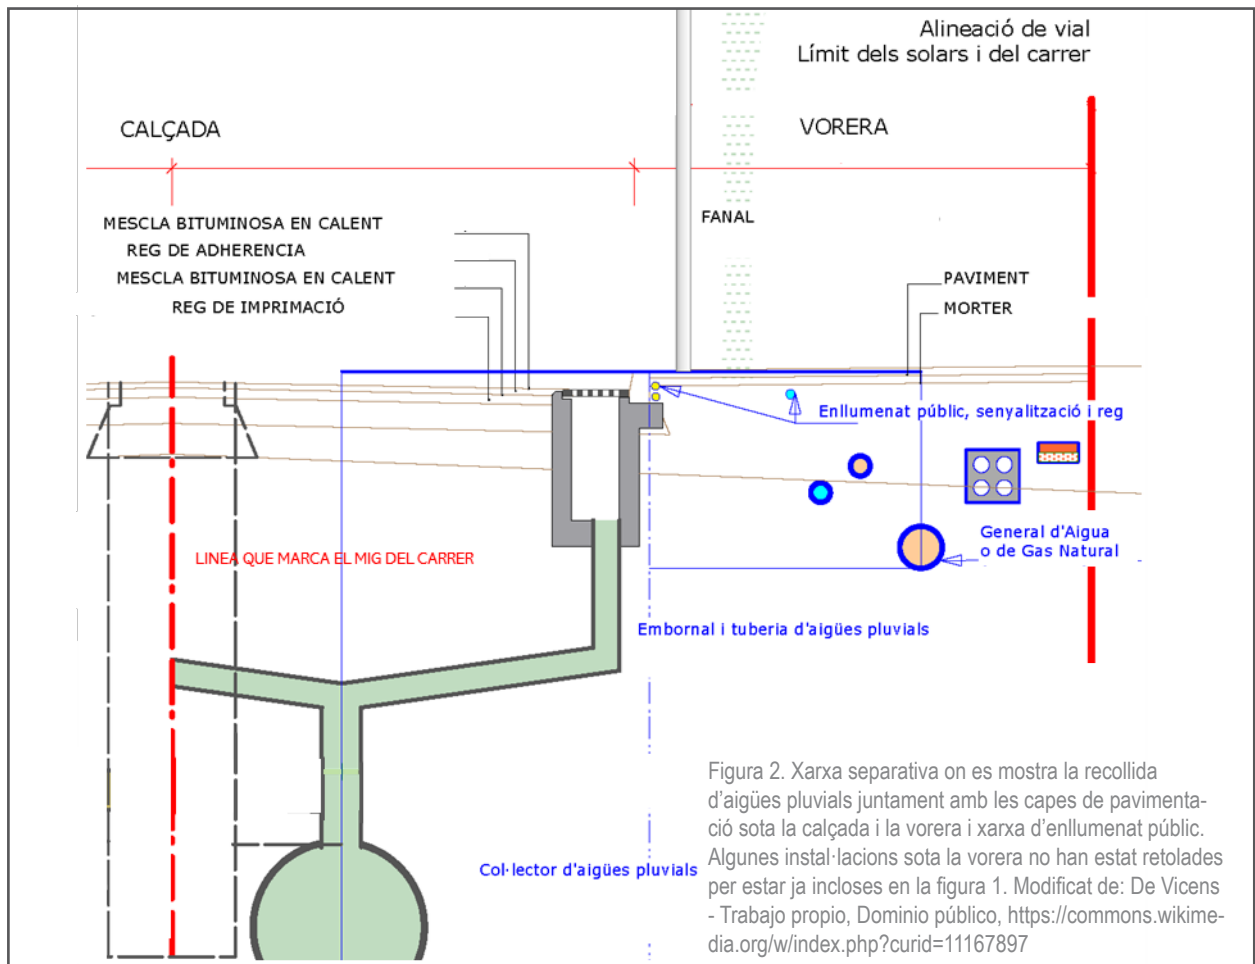 Alineació de vial
Límit dels solars i del carrer
CALÇADA
VORERA
MESCLA BITUMINOSA EN CALENT
REG DE ADHERENCIA
MESCLA BITUMINOSA EN CALENT
REG DE IMPRIMACIÓ
FANAL
PAVIMENT
MORTER
Enllumenat públic, senyalització i reg
LINEA QUE MARCA EL MIG DEL CARRER
General d'Aigua
o de Gas Natural
Embornal i tuberia d'aigües pluvials
Col·lector d'aigües pluvials
Figura 2. Xarxa separativa on es mostra la recollida
d'aigües pluvials juntament amb les capes de pavimenta-
ció sota la calçada i la vorera i xarxa d'enllumenat públic.
Algunes instal·lacions sota la vorera no han estat retolades
per estar ja incloses en la figura 1. Modificat de: De Vicens
- Trabajo propio, Dominio público, https://commons.wikime-
dia.org/w/index.php?curid=11167897